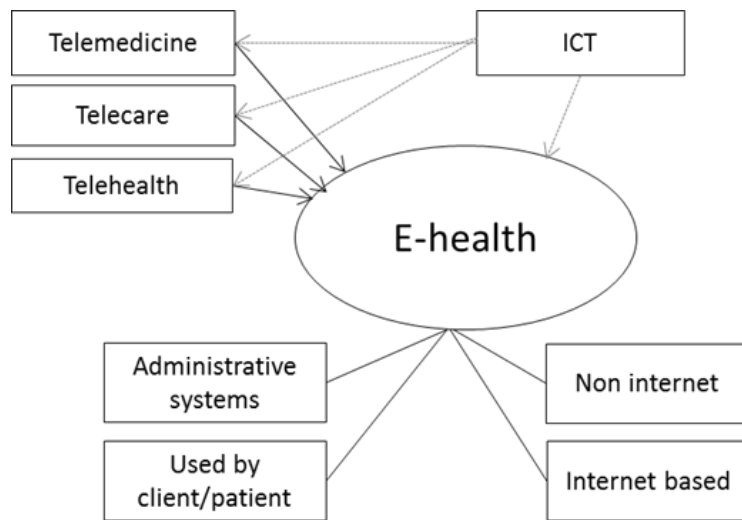 Telemedicine
ICT
Telecare
Telehealth
E-health
Administrative
systems
Non internet
Used by
client/patient
Internet based